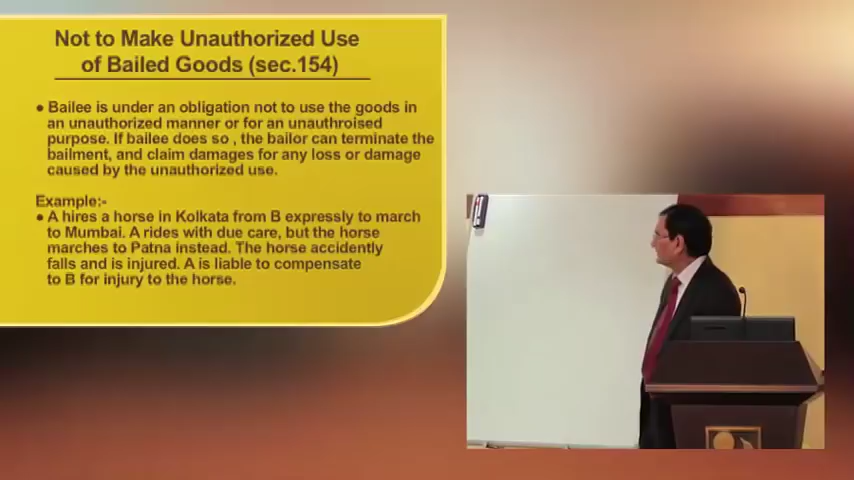 Not to Make Unauthorized Use
of Bailed Goods (sec.154)
● Bailee is under an obligation not to use the goods in
an unauthorized manner or for an unauthroised
purpose. If bailee does so , the bailor can terminate the
bailment, and claim damages for any loss or damage
caused by the unauthorized use.
Example:-
● A hires a horse in Kolkata from B expressly to march
to Mumbai. A rides with due care, but the horse
marches to Patna instead. The horse accidently
falls and is injured. A is liable to compensate
to B for injury to the horse.